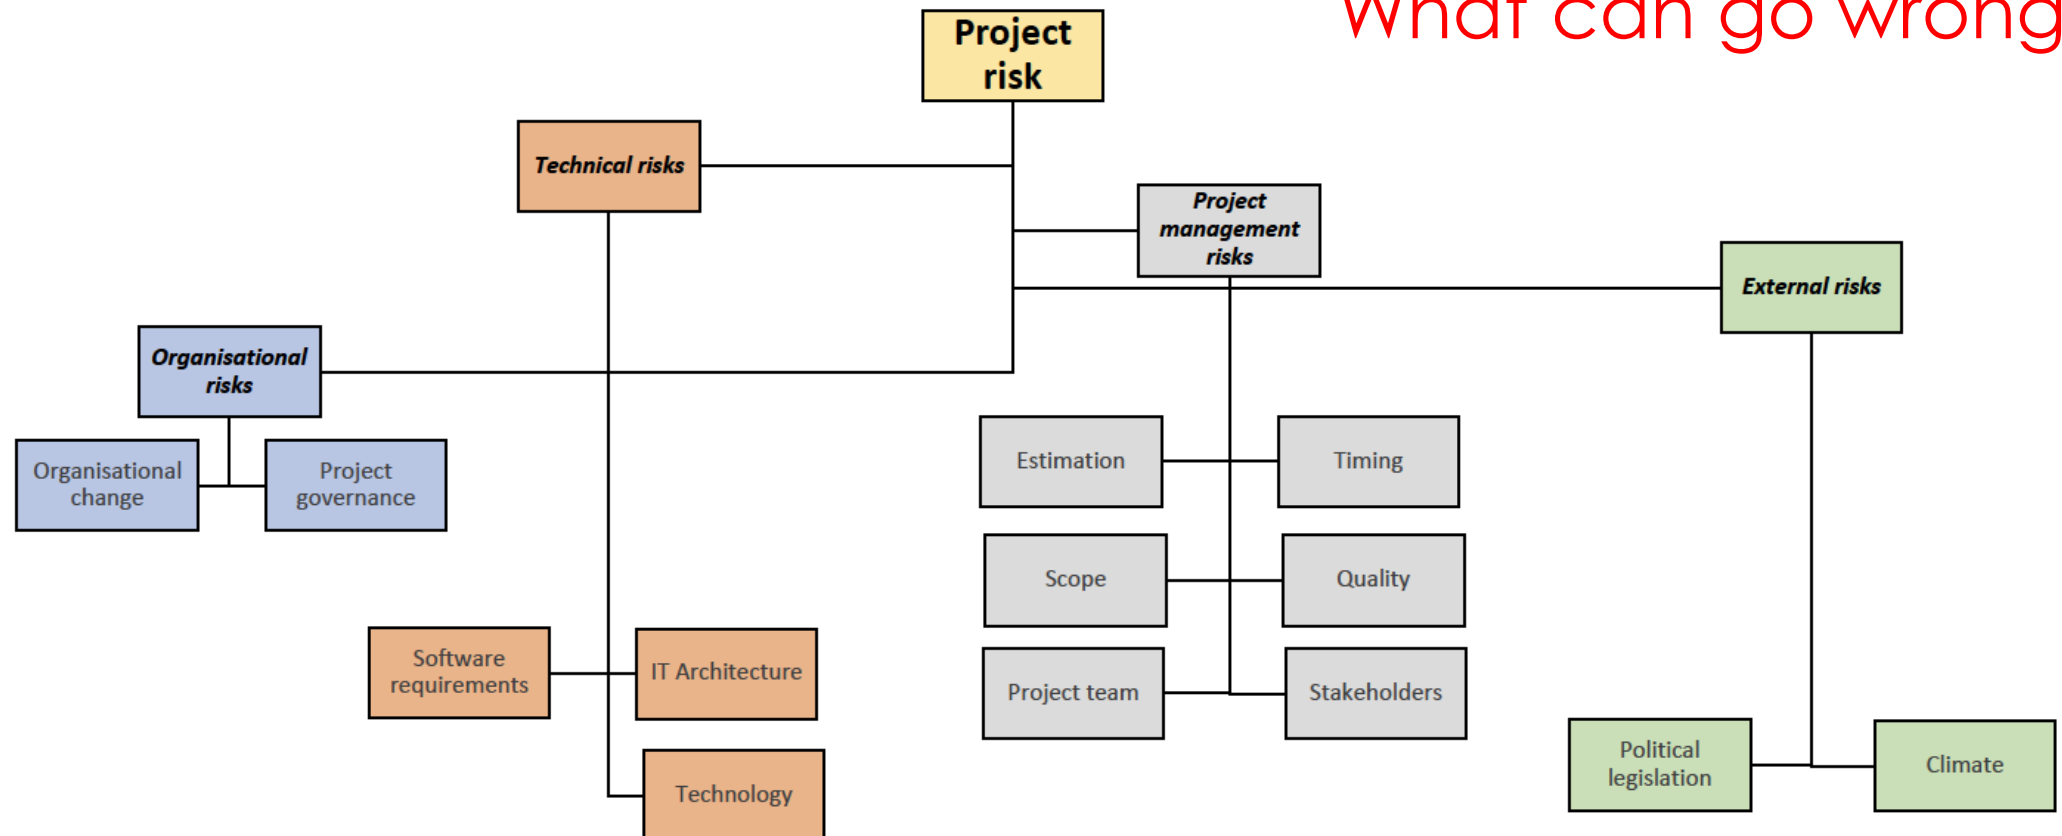 What can go wrong
Project
risk
Technical risks
Project
management
risks
External risks
Organisational
risks
Organisational
change
Project
governance
Estimation
Timing
Scope
Quality
Software
requirements
IT Architecture
Project team
Stakeholders
Technology
Political
legislation
Climate